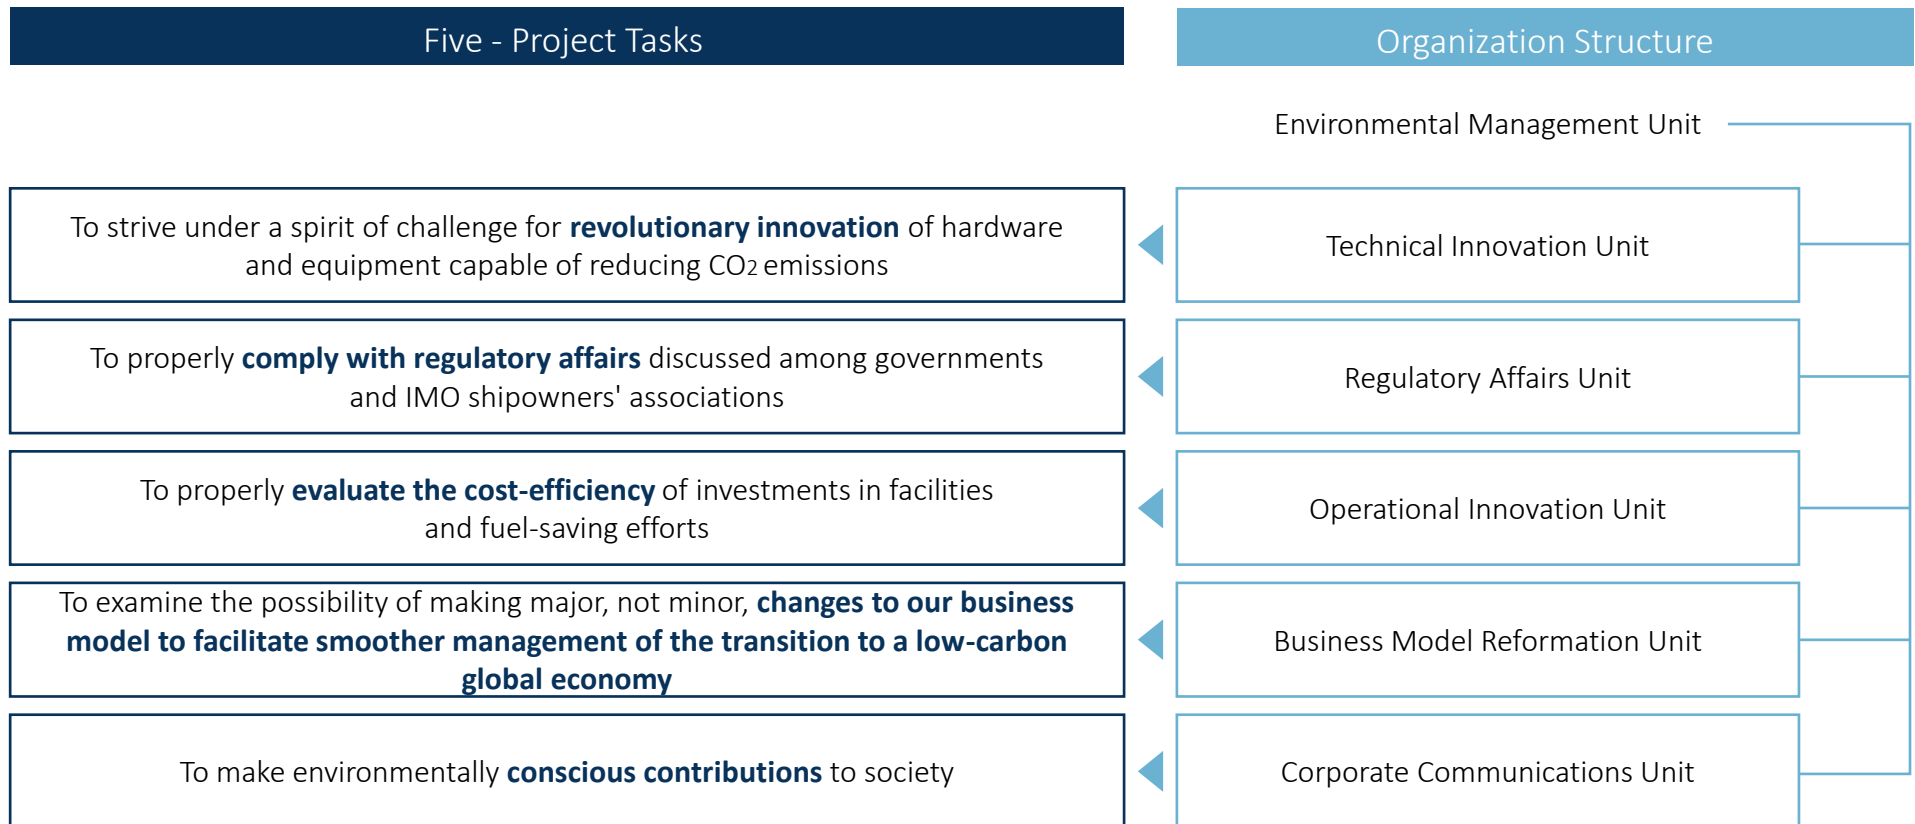 Five - Project Tasks
Organization Structure
Environmental Management Unit
To strive under a spirit of challenge for revolutionary innovation of hardware
and equipment capable of reducing CO2 emissions
Technical Innovation Unit
To properly comply with regulatory affairs discussed among governments
and IMO shipowners' associations
Regulatory Affairs Unit
To properly evaluate the cost-efficiency of investments in facilities
and fuel-saving efforts
Operational Innovation Unit
To examine the possibility of making major, not minor, changes to our business
model to facilitate smoother management of the transition to a low-carbon
global economy
Business Model Reformation Unit
To make environmentally conscious contributions to society
Corporate Communications Unit